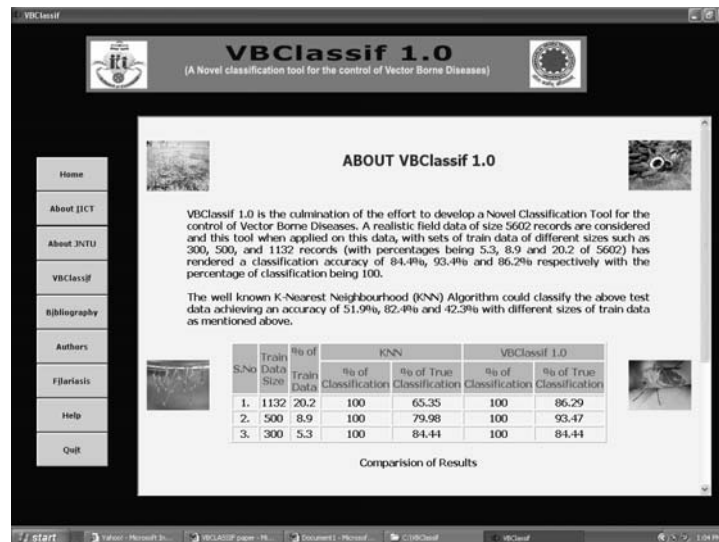 VBClassif
VBClassif 1.0
(A Novel classification tool for the control of Vector Borne Diseases)
Home
About IICT
About JNTU
VBClassif
Bibliography
Authors
Filariasis
Help
Quit
ABOUT VBClassif 1.0
VBClassif 1.0 is the culmination of the effort to develop a Novel Classification Tool for the
control of Vector Borne Diseases. A realistic field data of size 5602 records are considered
and this tool when applied on this data, with sets of train data of different sizes such as
300, 500, and 1132 records (with percentages being 5.3, 8.9 and 20.2 of 5602) has
rendered a classification accuracy of 84.4%, 93.4% and 86.2% respectively with the
percentage of classification being 100.
The well known K-Nearest Neighbourhood (KNN) Algorithm could classify the above test
data achieving an accuracy of 51.9%, 82.4% and 42.3% with different sizes of train data
as mentioned above.
S.No Train Data Size % of Train Data KNN VBClassif 1.0
% of Classification % of True Classification % of Classification % of True Classification
1. 1132 20.2 100 65.35 100 86.29
2. 500 8.9 100 79.98 100 93.47
3. 300 5.3 100 84.44 100 84.44
Comparision of Results
start Yahoo! - Microsoft In... VBCLASSIF paper - Mi... Document1 - Microsof... C:\VBClassif VBClassif